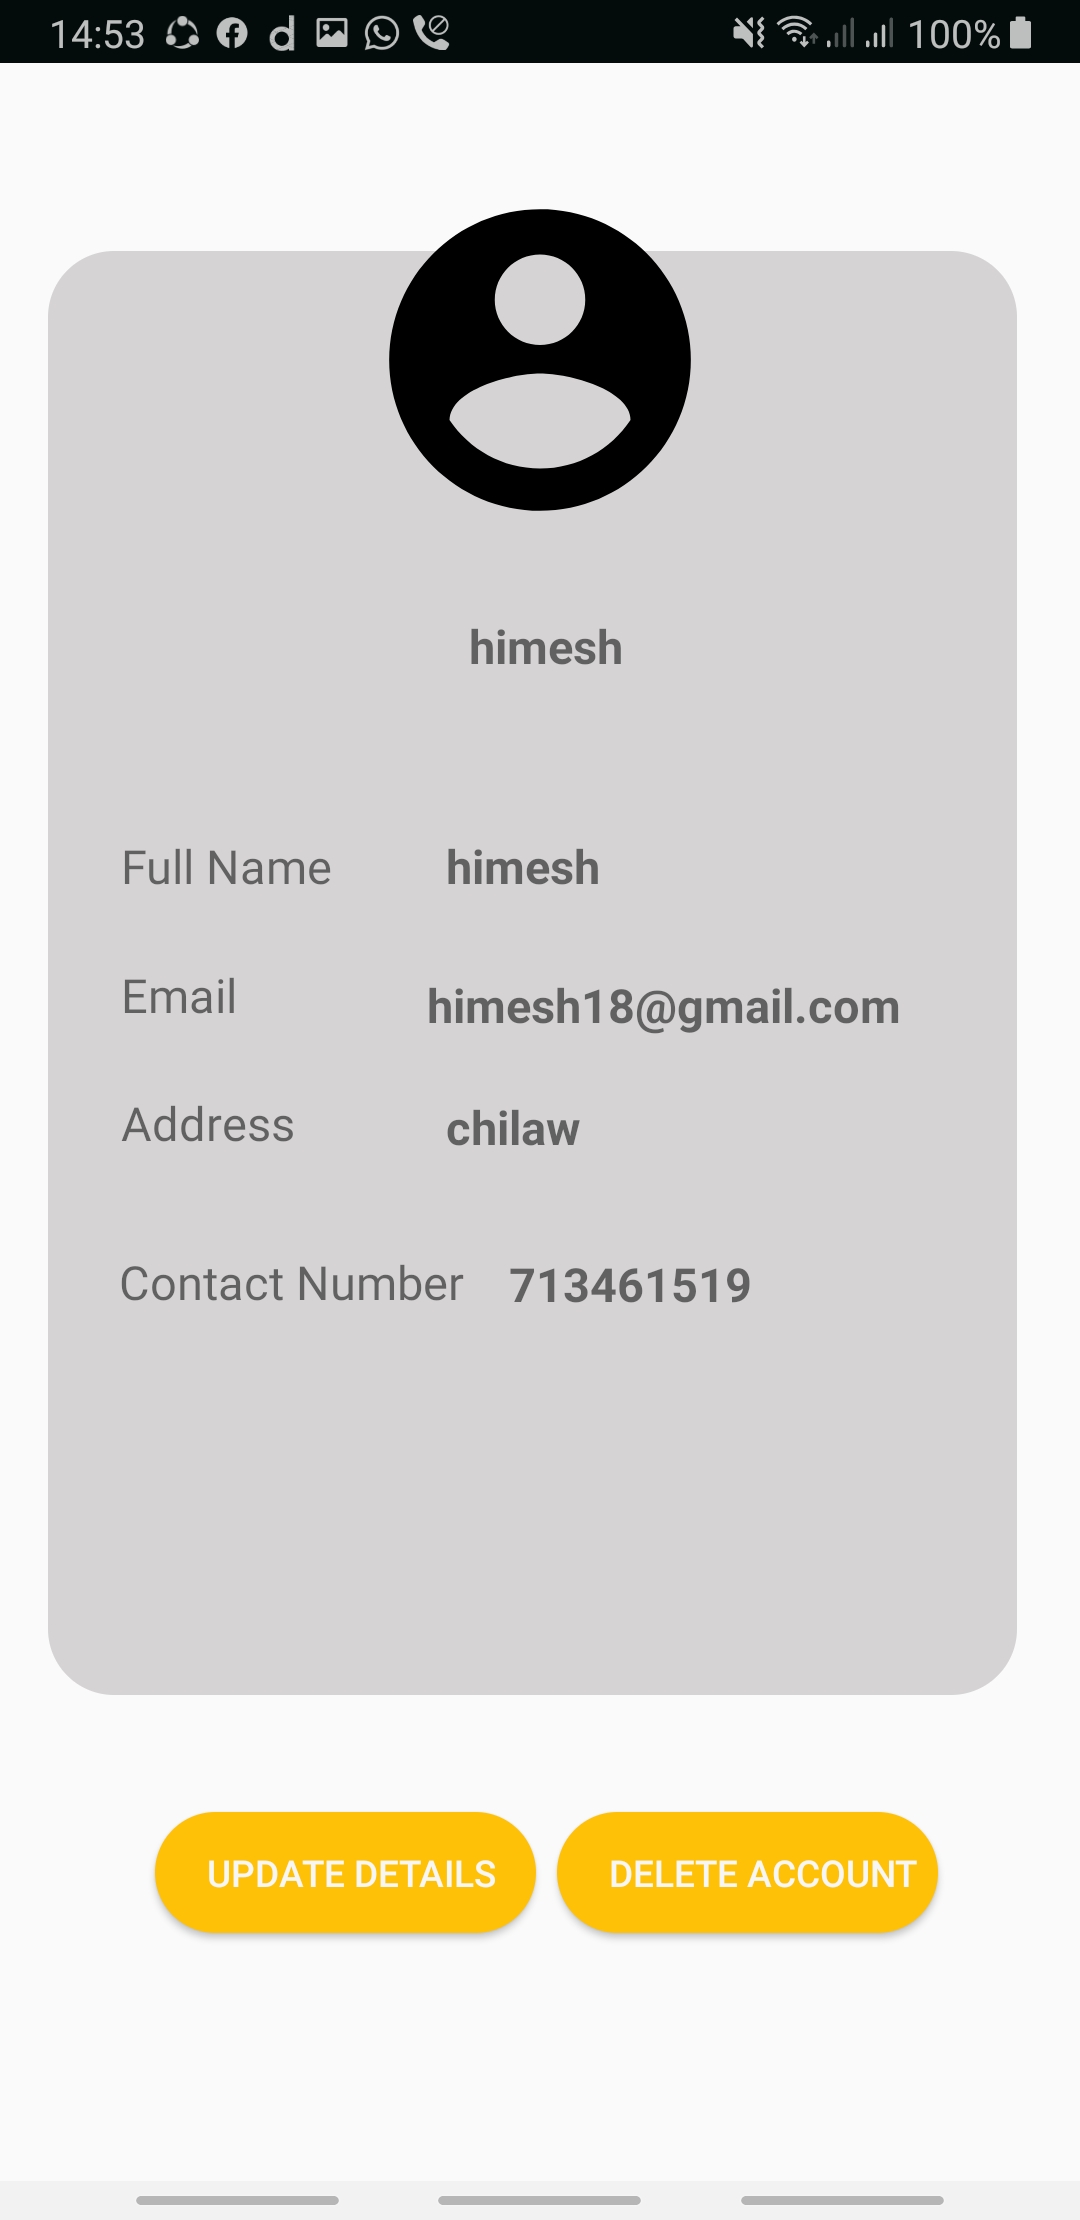 14:53 100%
himesh
Full Name himesh
Email himesh18@gmail.com
Address chilaw
Contact Number 713461519
UPDATE DETAILS DELETE ACCOUNT